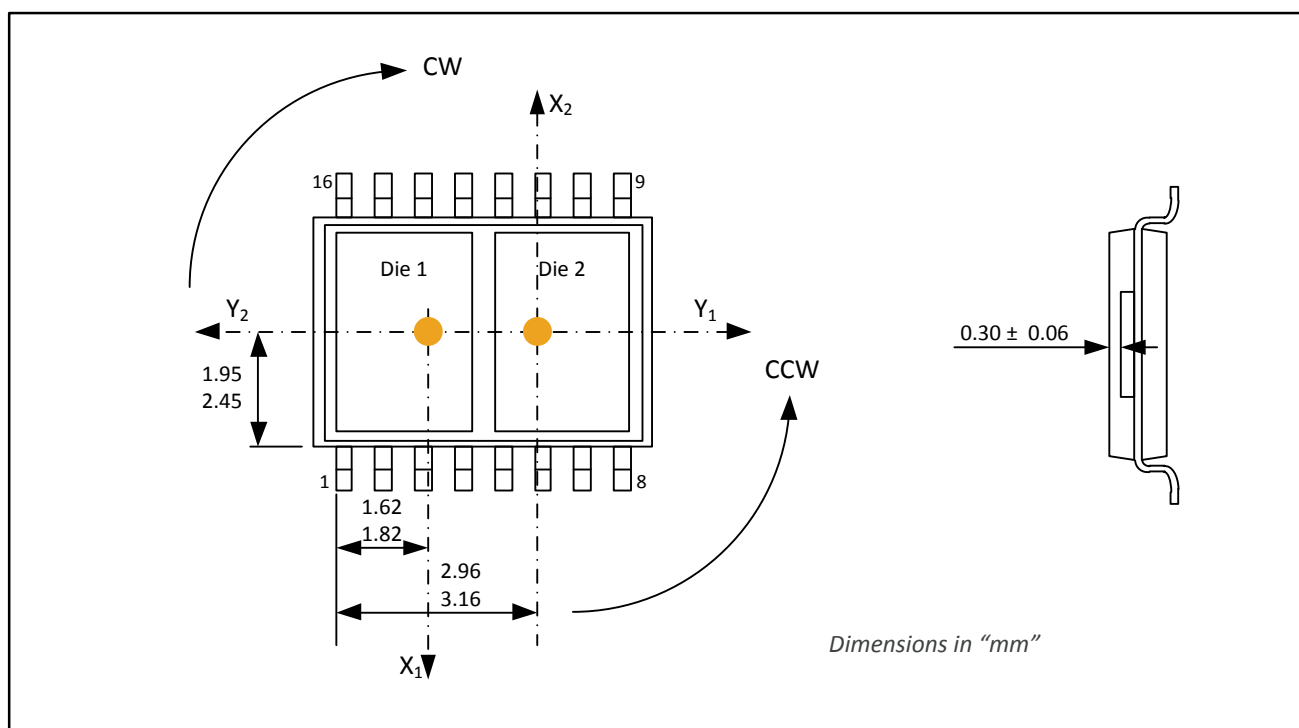 CW
X₂
16
9
Die 1
Die 2
Y₂
Y₁
0.30 ± 0.06
1.95
2.45
CCW
1
8
1.62
1.82
2.96
3.16
Dimensions in “mm”
X₁